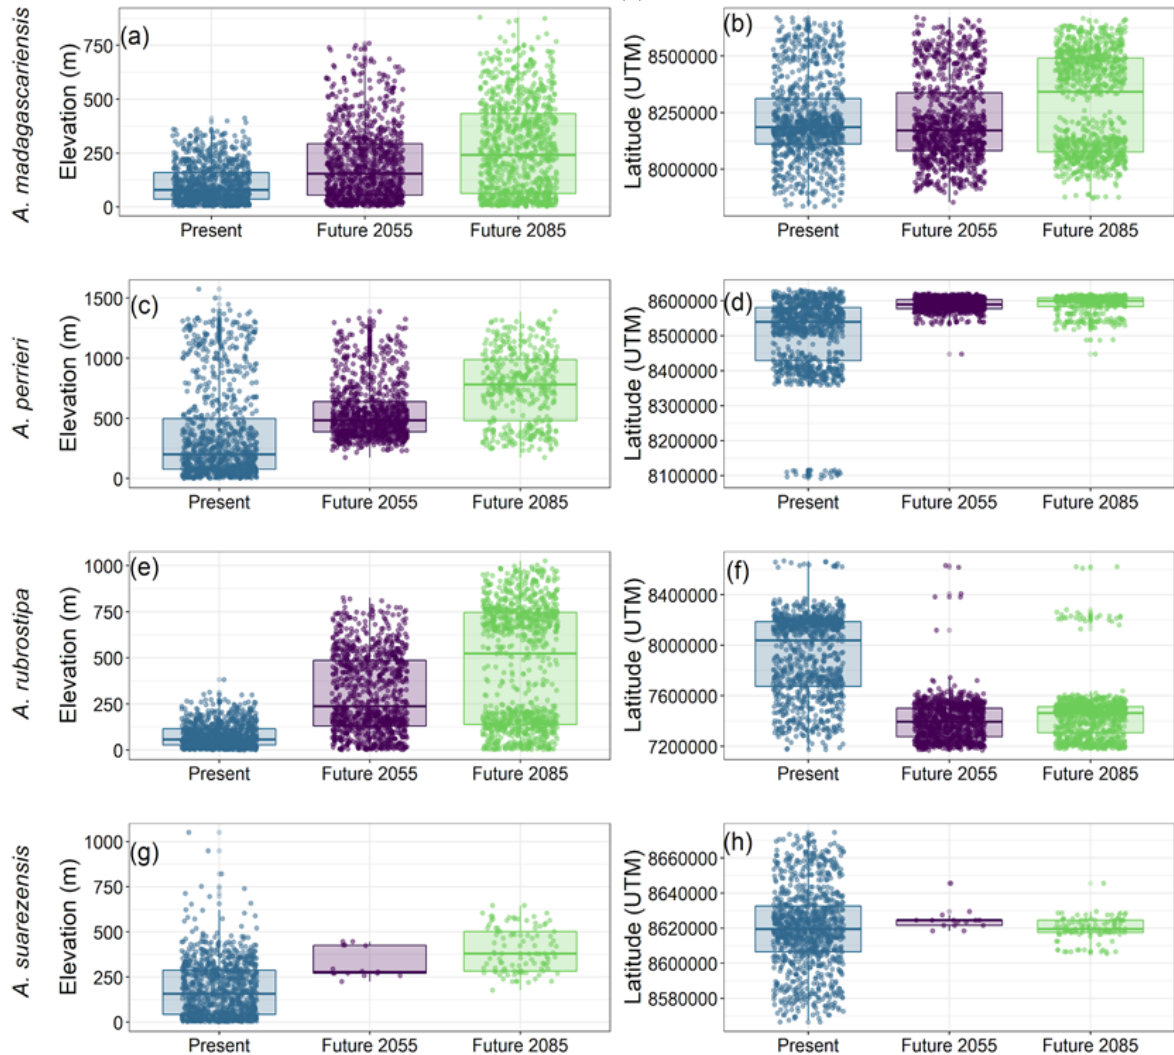 A. madagascariensis
Elevation (m)
(a)
750
500
250
0
Present Future 2055 Future 2085
Latitude (UTM)
(b)
8500000
8250000
8000000
Present Future 2055 Future 2085
A. perrieri
Elevation (m)
(c)
1500
1000
500
0
Present Future 2055 Future 2085
Latitude (UTM)
(d)
8600000
8500000
8400000
8300000
8200000
8100000
Present Future 2055 Future 2085
A. rubrostipa
Elevation (m)
(e)
1000
750
500
250
0
Present Future 2055 Future 2085
Latitude (UTM)
(f)
8400000
8000000
7600000
7200000
Present Future 2055 Future 2085
A. suarezensis
Elevation (m)
(g)
1000
750
500
250
0
Present Future 2055 Future 2085
Latitude (UTM)
(h)
8660000
8640000
8620000
8600000
8580000
Present Future 2055 Future 2085